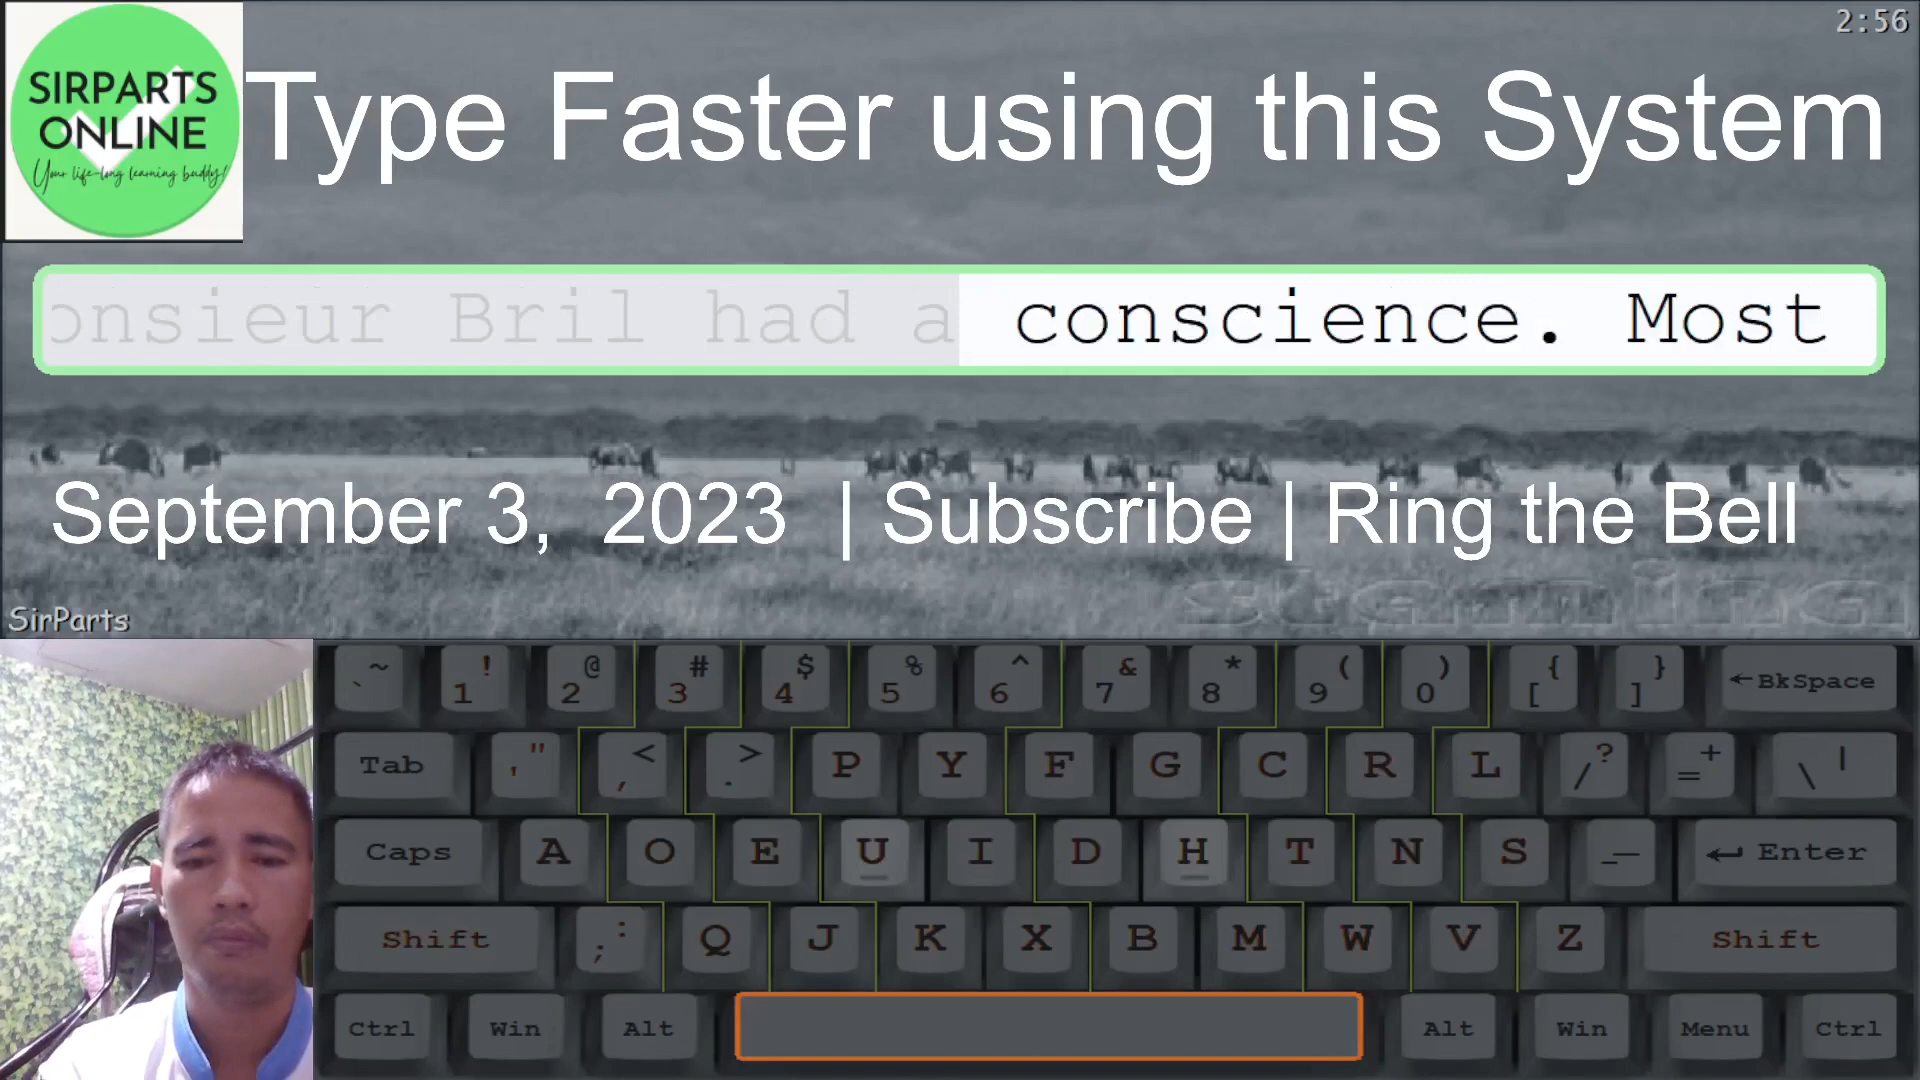 2:56
SIRPARTS
ONLINE
Your life-long learning buddy!
Type Faster using this System
onsieur Bril had a conscience. Most
September 3, 2023 | Subscribe | Ring the Bell
stamina
SirParts
~ ` ! 1 @ 2 # 3 $ 4 % 5 ^ 6 & 7 * 8 ( 9 ) 0 { [ } ] ←BkSpace
Tab " ' < , > . P Y F G C R L ? / + = | \
Caps A O E U I D H T N S _ - Enter
Shift : ; Q J K X B M W V Z Shift
Ctrl Win Alt Alt Win Menu Ctrl